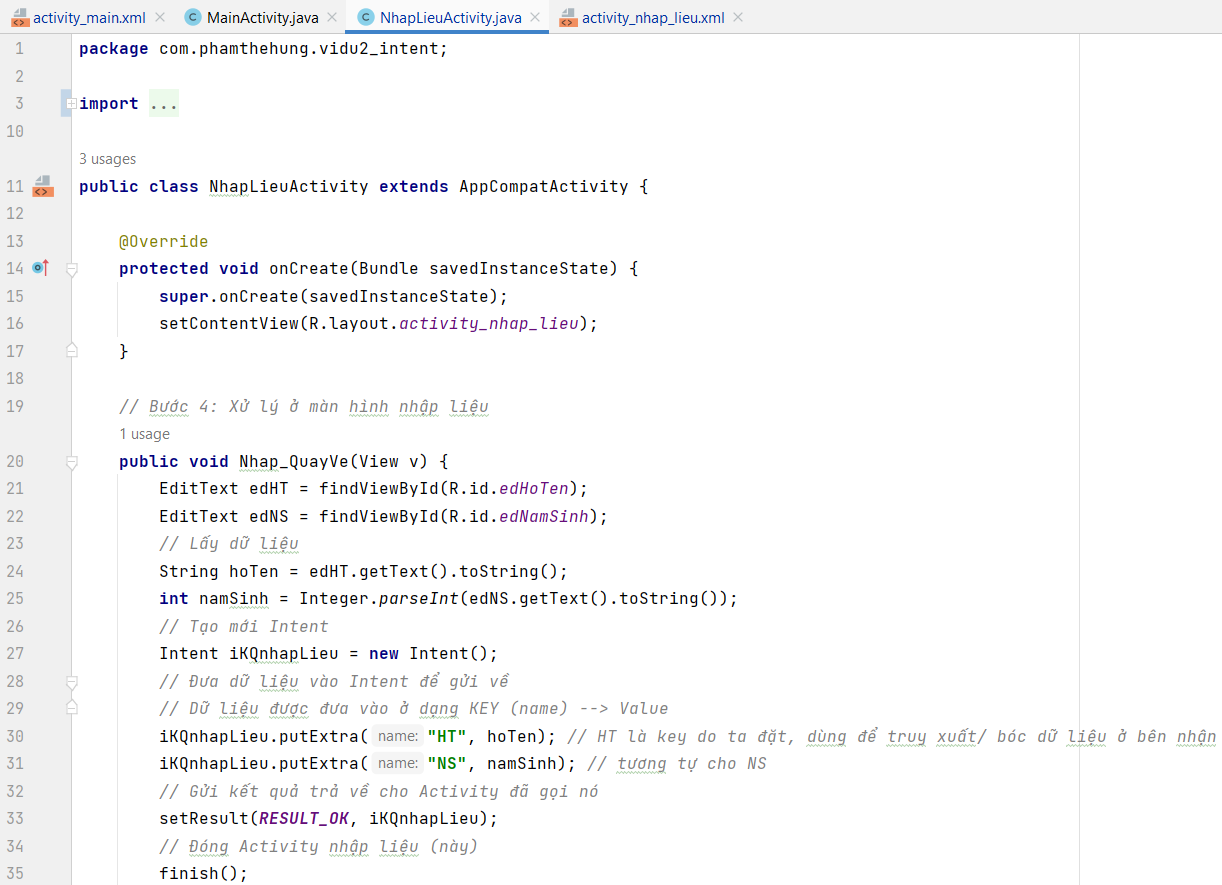 activity_main.xml MainActivity.java NhapLieuActivity.java activity_nhap_lieu.xml
1 package com.phamthehung.vidu2_intent;
2
3 import ...
10
3 usages
11 public class NhapLieuActivity extends AppCompatActivity {
12
13 @Override
14 protected void onCreate(Bundle savedInstanceState) {
15 super.onCreate(savedInstanceState);
16 setContentView(R.layout.activity_nhap_lieu);
17 }
18
19 // Bước 4: Xử lý ở màn hình nhập liệu
1 usage
20 public void Nhap_QuayVe(View v) {
21 EditText edHT = findViewById(R.id.edHoTen);
22 EditText edNS = findViewById(R.id.edNamSinh);
23 // Lấy dữ liệu
24 String hoTen = edHT.getText().toString();
25 int namSinh = Integer.parseInt(edNS.getText().toString());
26 // Tạo mới Intent
27 Intent iKQnhapLieu = new Intent();
28 // Đưa dữ liệu vào Intent để gửi về
29 // Dữ liệu được đưa vào ở dạng KEY (name) --> Value
30 iKQnhapLieu.putExtra( name: "HT", hoTen); // HT là key do ta đặt, dùng để truy xuất/ bóc dữ liệu ở bên nhận
31 iKQnhapLieu.putExtra( name: "NS", namSinh); // tương tự cho NS
32 // Gửi kết quả trả về cho Activity đã gọi nó
33 setResult(RESULT_OK, iKQnhapLieu);
34 // Đóng Activity nhập liệu (này)
35 finish();